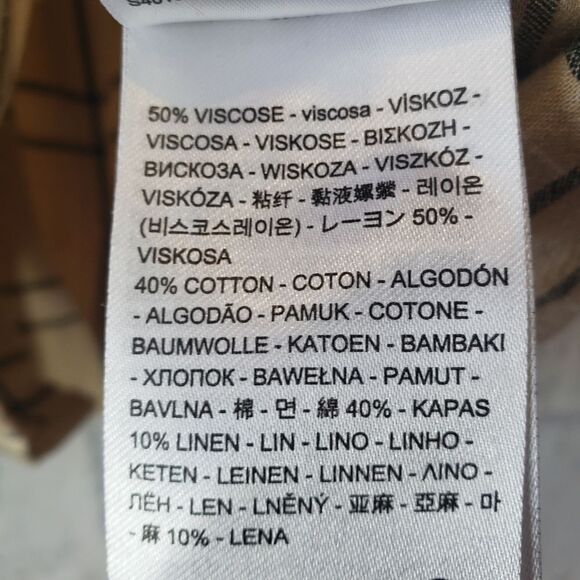 50% VISCOSE - viscosa - VİSKOZ -
VISCOSA - VISKOSE - ΒΙΣΚΟΖΗ -
ВИСКОЗА - WISKOZA - VISZKÓZ -
VISKÓZA - 粘纤 - 黏液嫘縈 - 레이온
(비스코스레이온) - レーヨン 50% -
VISKOSA
40% COTTON - COTON - ALGODÓN
- ALGODÃO - PAMUK - COTONE -
BAUMWOLLE - KATOEN - BAMBAKI
- ХЛОПОК - BAWEŁNA - PAMUT -
BAVLNA - 棉 - 면 - 綿 40% - KAPAS
10% LINEN - LIN - LINO - LINHO -
KETEN - LEINEN - LINNEN - ΛΙΝΟ -
ЛЁН - LEN - LNĚNÝ - 亚麻 - 亞麻 - 마
- 麻 10% - LENA